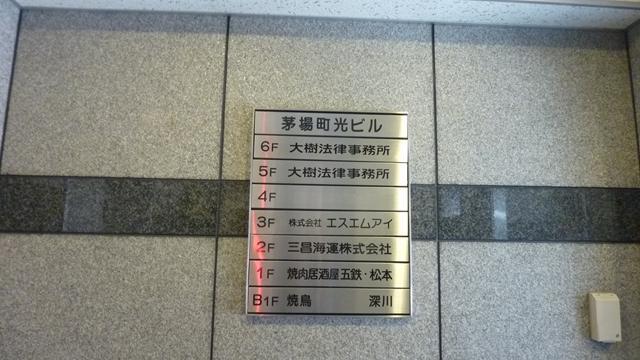 茅場町光ビル
6F 大樹法律事務所
5F 大樹法律事務所
4F
3F 株式会社 エスエムアイ
2F 三昌海運株式会社
1F 焼肉居酒屋五鉄・松本
B1F 焼鳥 深川